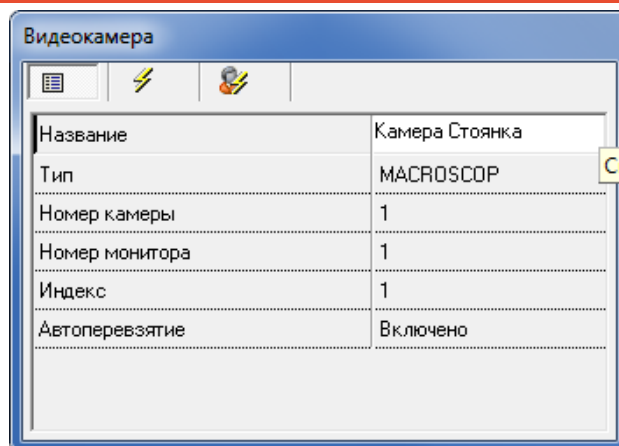 Видеокамера
Название Камера Стоянка
Тип MACROSCOP
Номер камеры 1
Номер монитора 1
Индекс 1
Автоперевзятие Включено